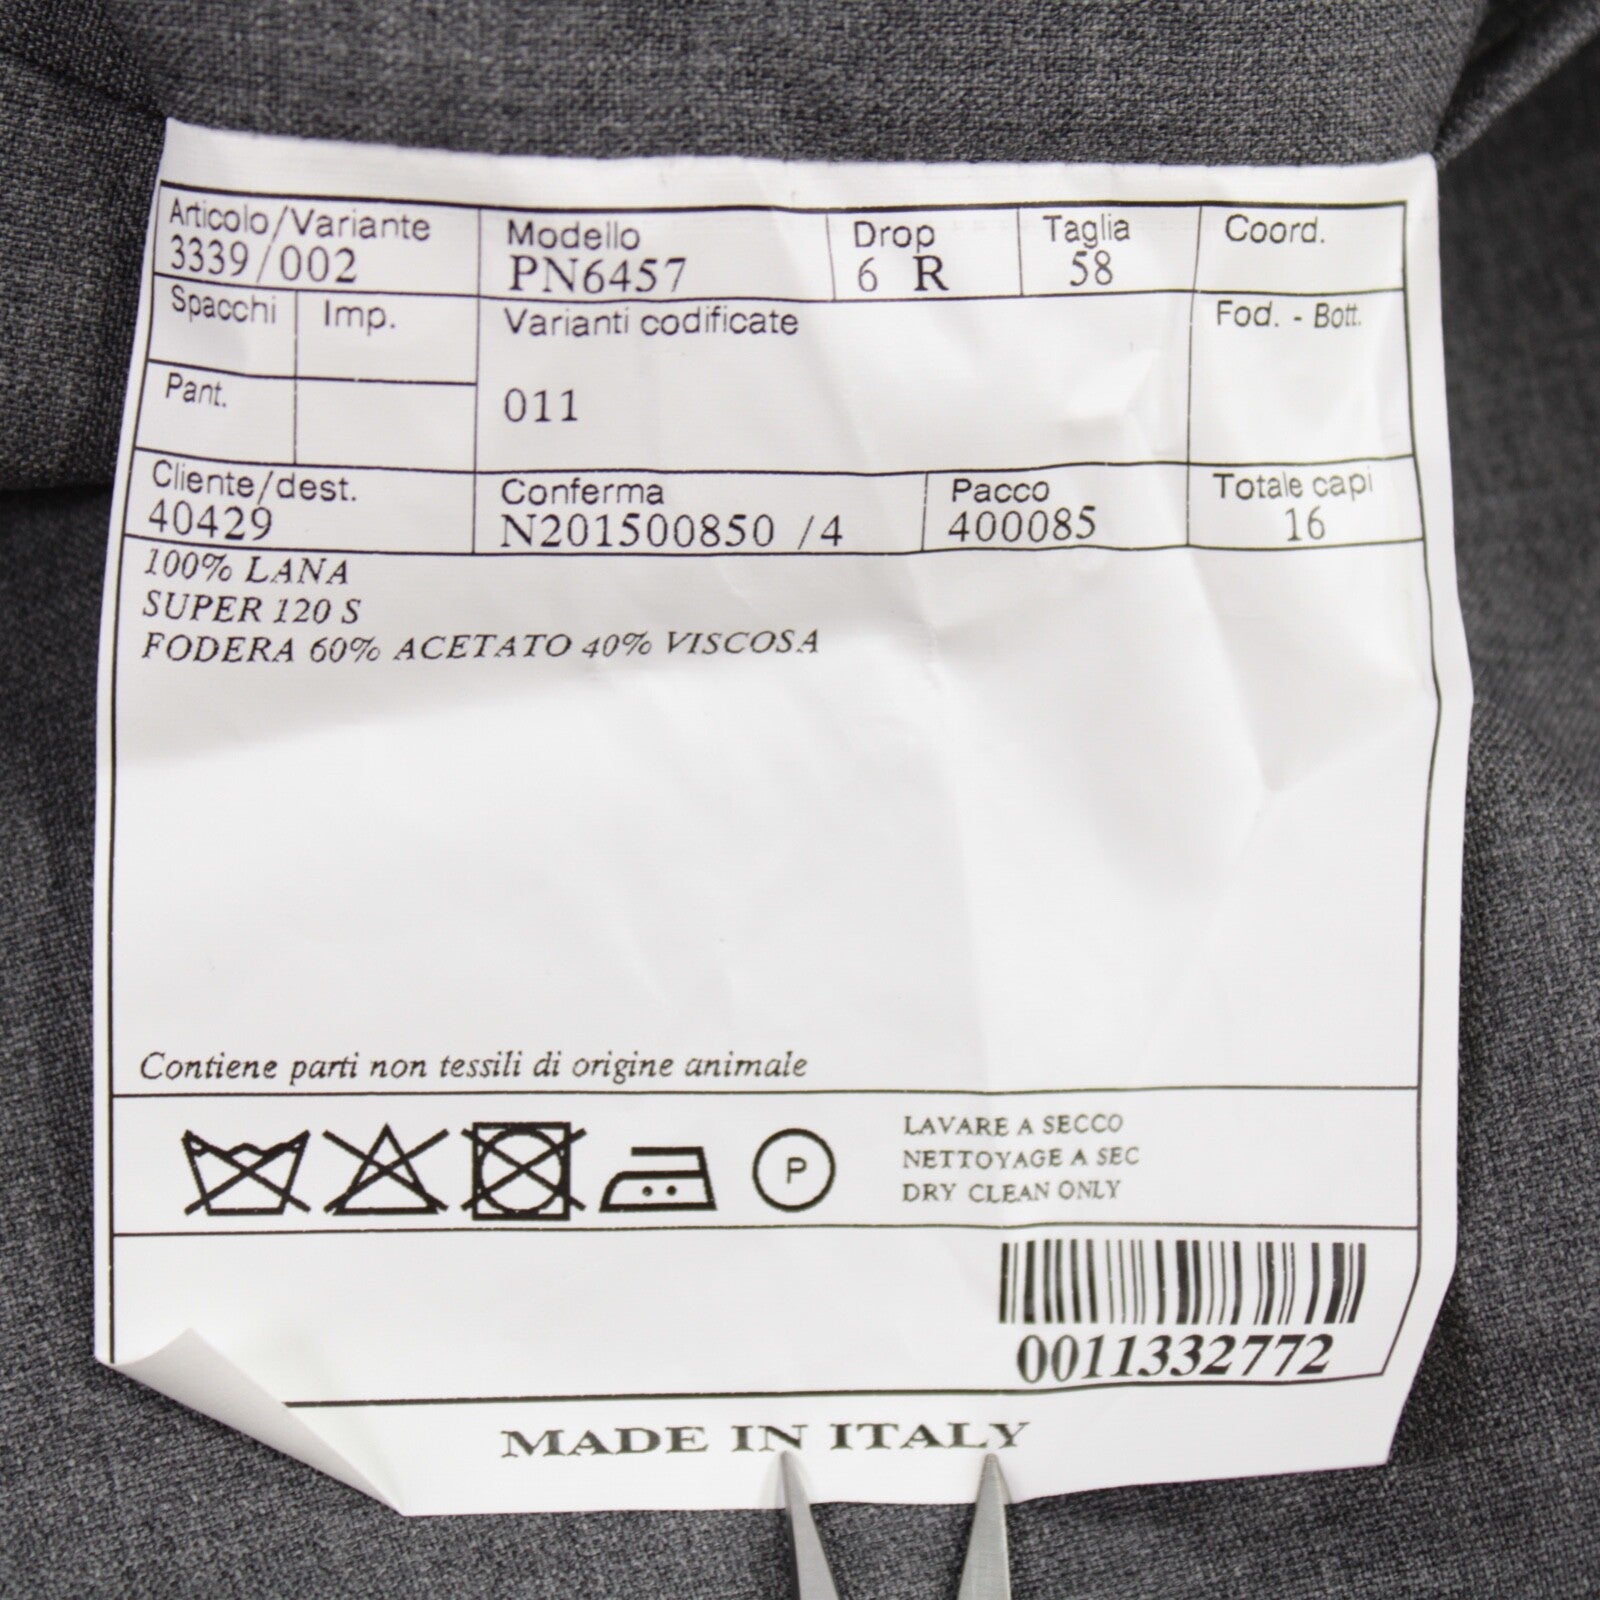 Articolo/Variante Modello Drop Taglia Coord.
3339/002 PN6457 6 R 58
Spacchi Imp. Varianti codificate Fod. - Bott.
Pant. 011
Cliente/dest. Conferma Pacco Totale capi
40429 N201500850 /4 400085 16
100% LANA
SUPER 120 S
FODERA 60% ACETATO 40% VISCOSA
Contiene parti non tessili di origine animale
P
LAVARE A SECCO
NETTOYAGE A SEC
DRY CLEAN ONLY
0011332772
MADE IN ITALY